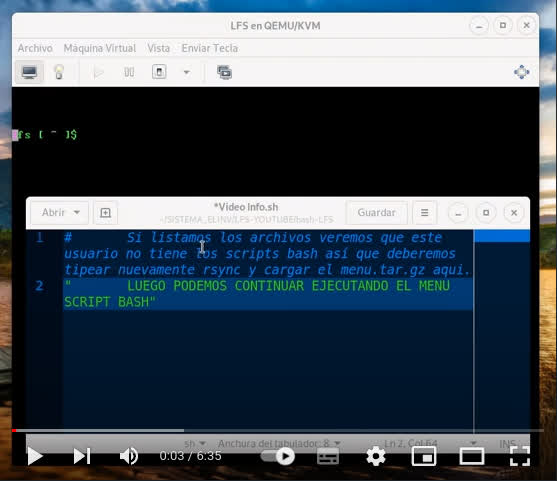 LFS en QEMU/KVM
Archivo Máquina Virtual Vista Enviar Tecla
fs [ ~ ]$
Abrir
*Video Info.sh
~/SISTEMA_ELINV/LFS-YOUTUBE/bash-LFS
Guardar
1 # Si listamos los archivos veremos que este
usuario no tiene los scripts bash así que deberemos
tipear nuevamente rsync y cargar el menu.tar.gz aqui.
2 " LUEGO PODEMOS CONTINUAR EJECUTANDO EL MENU
SCRIPT BASH"
sh Anchura del tabulador: 8 Ln 2, Col 64 INS
0:03 / 6:35